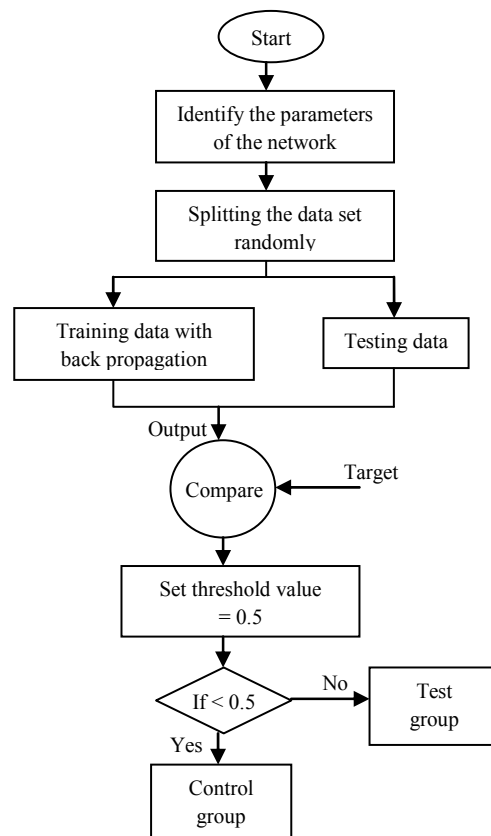 Start
Identify the parameters
of the network
Splitting the data set
randomly
Training data with
back propagation
Testing data
Output
Target
Compare
Set threshold value
= 0.5
If < 0.5
No
Test
group
Yes
Control
group